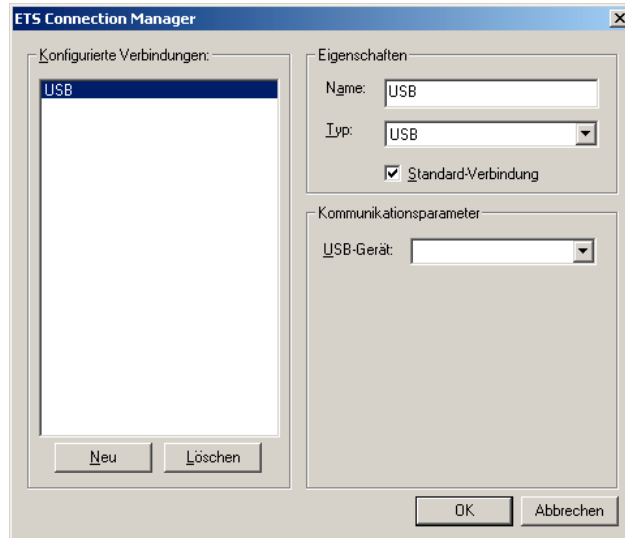 ETS Connection Manager
Konfigurierte Verbindungen:
USB
Neu
Löschen
Eigenschaften
Name:
USB
Typ:
USB
Standard-Verbindung
Kommunikationsparameter
USB-Gerät:
OK
Abbrechen